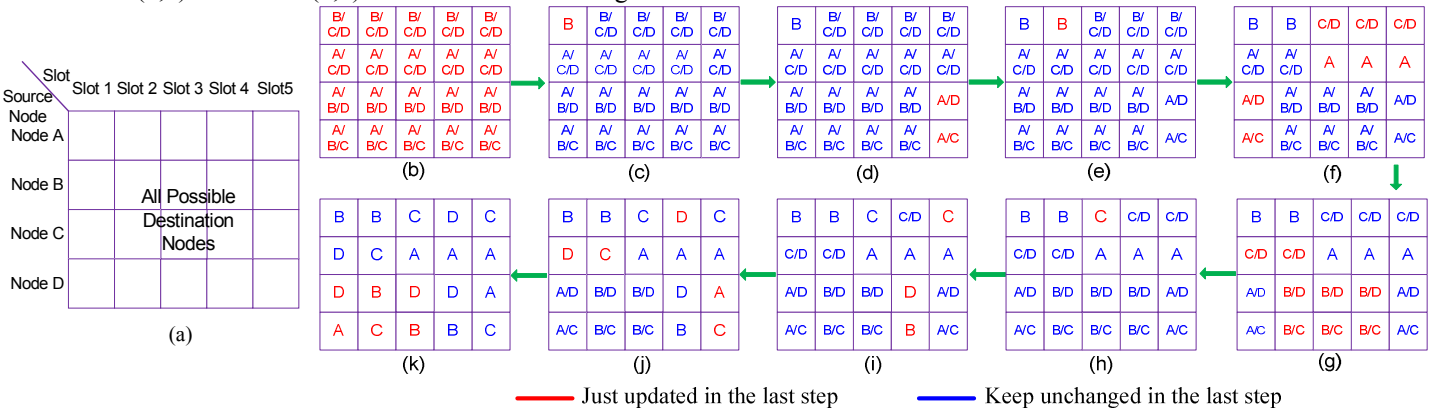 Slot
Slot 1 Slot 2 Slot 3 Slot 4 Slot5
Source
Node
Node A
Node B
Node C
Node D
All Possible
Destination
Nodes
(a)
B/ B/ B/ B/ B/
C/D C/D C/D C/D C/D
A/ A/ A/ A/ A/
C/D C/D C/D C/D C/D
A/ A/ A/ A/ A/
B/D B/D B/D B/D B/D
A/ A/ A/ A/ A/
B/C B/C B/C B/C B/C
(b)
B B/ B/ B/ B/
C/D C/D C/D C/D
A/ A/ A/ A/ A/
C/D C/D C/D C/D C/D
A/ A/ A/ A/ A/
B/D B/D B/D B/D B/D
A/ A/ A/ A/ A/
B/C B/C B/C B/C B/C
(c)
B B/ B/ B/ B/
C/D C/D C/D C/D
A/ A/ A/ A/ A/
C/D C/D C/D C/D C/D
A/ A/ A/ A/ A/D
B/D B/D B/D B/D
A/ A/ A/ A/ A/C
B/C B/C B/C B/C
(d)
B B B/ B/ B/
C/D C/D C/D
A/ A/ A/ A/ A/
C/D C/D C/D C/D C/D
A/ A/ A/ A/ A/D
B/D B/D B/D B/D
A/ A/ A/ A/ A/C
B/C B/C B/C B/C
(e)
B B C/D C/D C/D
A/ A/ A A A
C/D C/D
A/D A/ A/ A/ A/D
B/D B/D B/D
A/C A/ A/ A/ A/C
B/C B/C B/C
(f)
B B C/D C/D C/D
C/D C/D A A A
A/D B/D B/D B/D A/D
A/C B/C B/C B/C A/C
(g)
B B C C/D C/D
C/D C/D A A A
A/D B/D B/D B/D A/D
A/C B/C B/C B/C A/C
(h)
B B C C/D C
C/D C/D A A A
A/D B/D B/D D A/D
A/C B/C B/C B A/C
(i)
B B C D C
D C A A A
A/D B/D B/D D A
A/C B/C B/C B C
(j)
B B C D C
D C A A A
D B D D A
A C B B C
(k)
Just updated in the last step
Keep unchanged in the last step